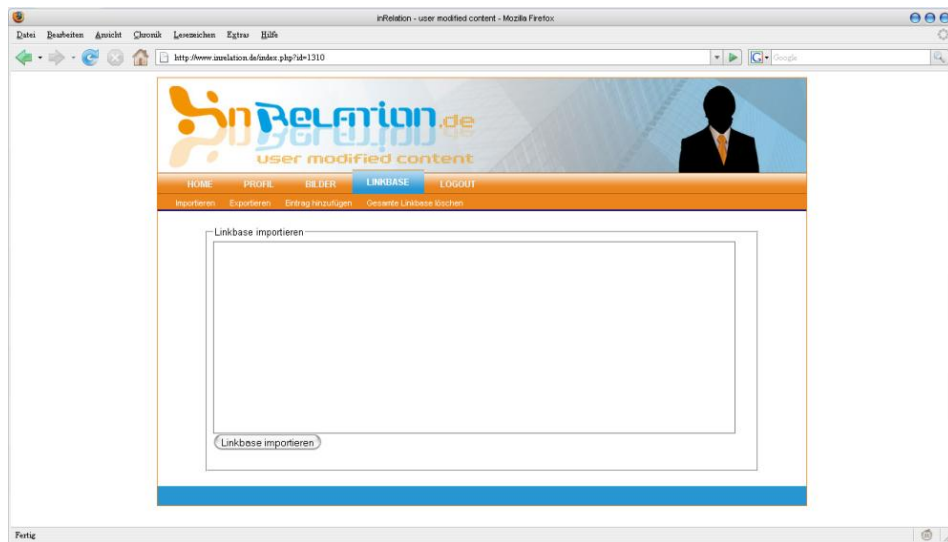 inRelation - user modified content - Mozilla Firefox
Datei Bearbeiten Ansicht Chronik Lesezeichen Extras Hilfe
http://www.inrelation.de/index.php?id=1310 G Google
inRelation.de
user modified content
HOME PROFIL BILDER LINKBASE LOGOUT
Importieren Exportieren Eintrag hinzufügen Gesamte Linkbase löschen
Linkbase importieren
Linkbase importieren
Fertig